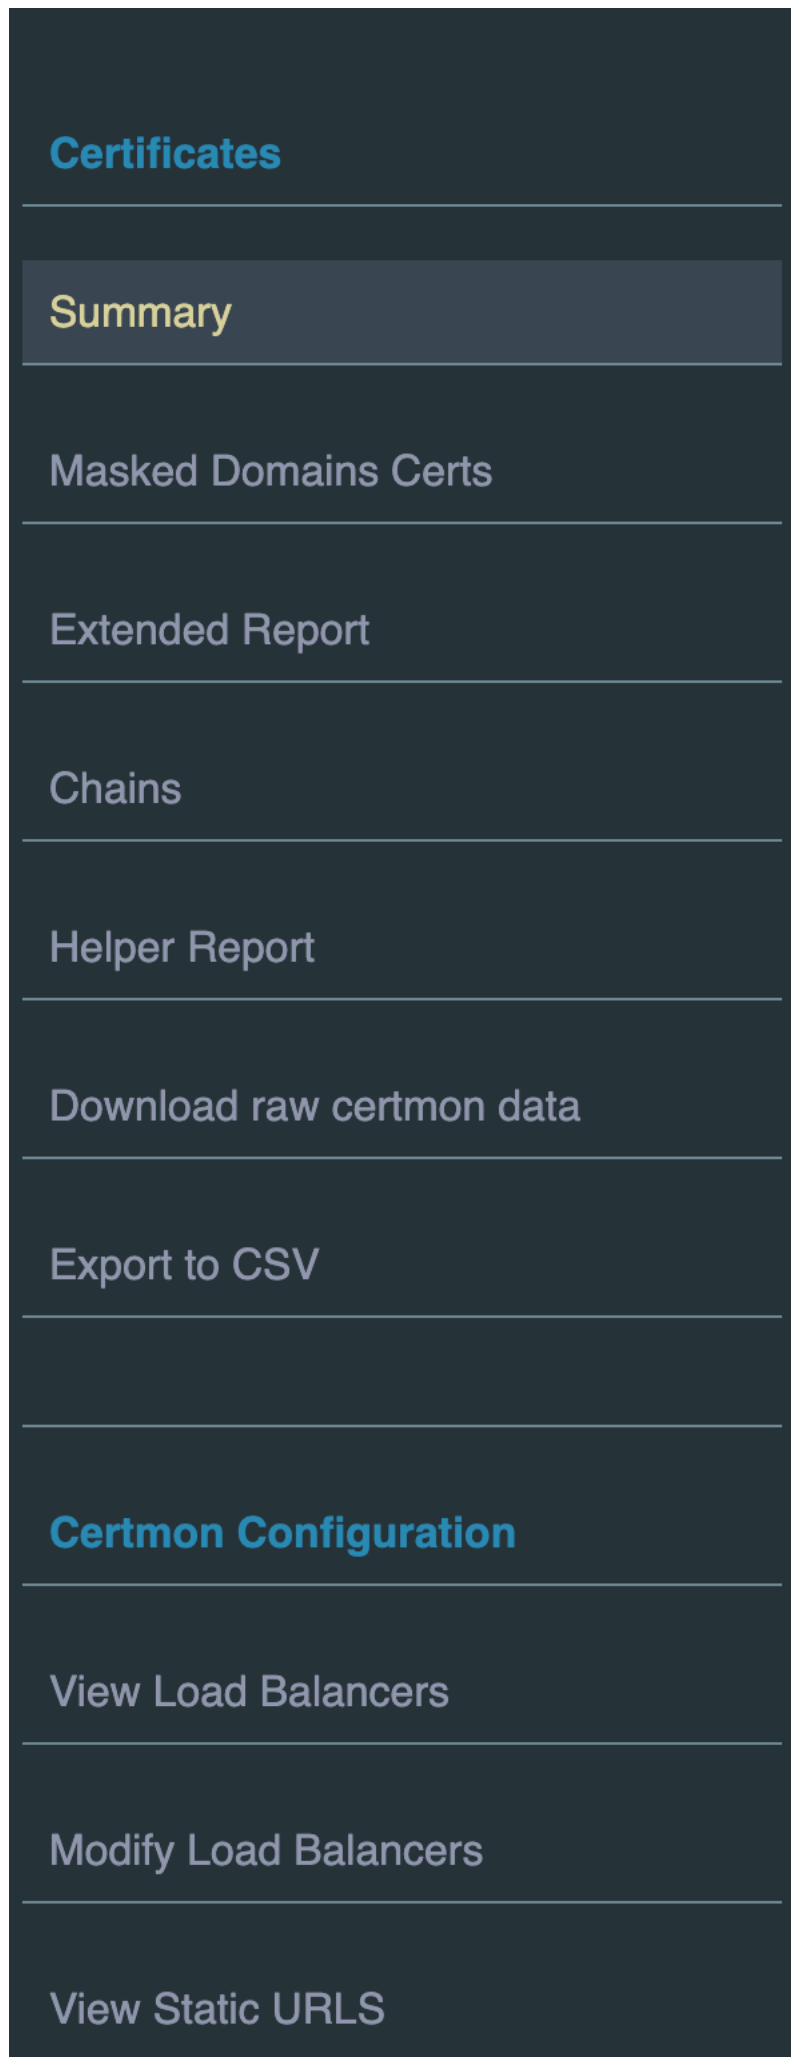 Certificates
Summary
Masked Domains Certs
Extended Report
Chains
Helper Report
Download raw certmon data
Export to CSV
Certmon Configuration
View Load Balancers
Modify Load Balancers
View Static URLS